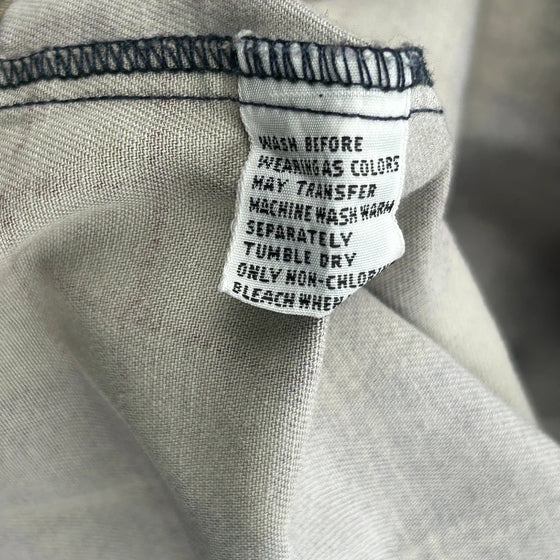 WASH BEFORE
WEARING AS COLORS
MAY TRANSFER
MACHINE WASH WARM
SEPARATELY
TUMBLE DRY
ONLY NON-CHLOR
BLEACH WHEN